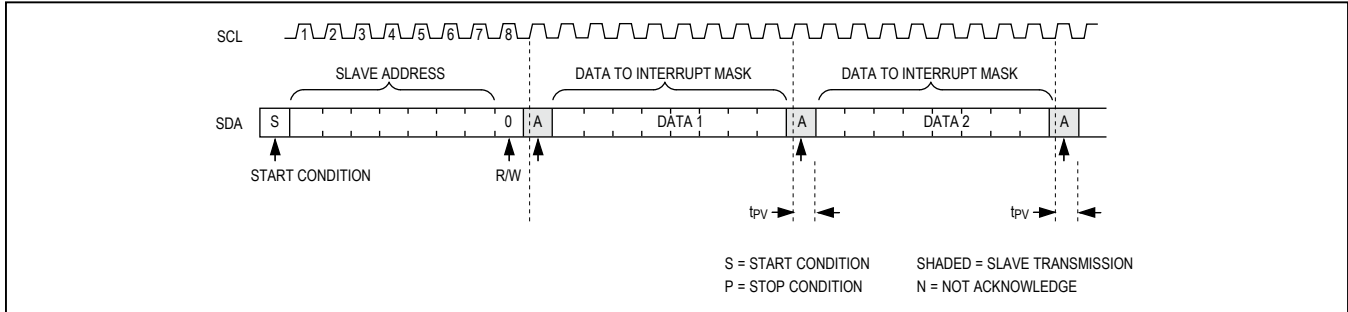 SCL 1 2 3 4 5 6 7 8
SLAVE ADDRESS DATA TO INTERRUPT MASK DATA TO INTERRUPT MASK
SDA S 0 A DATA 1 A DATA 2 A
START CONDITION R/W
tPV tPV
S = START CONDITION SHADED = SLAVE TRANSMISSION
P = STOP CONDITION N = NOT ACKNOWLEDGE